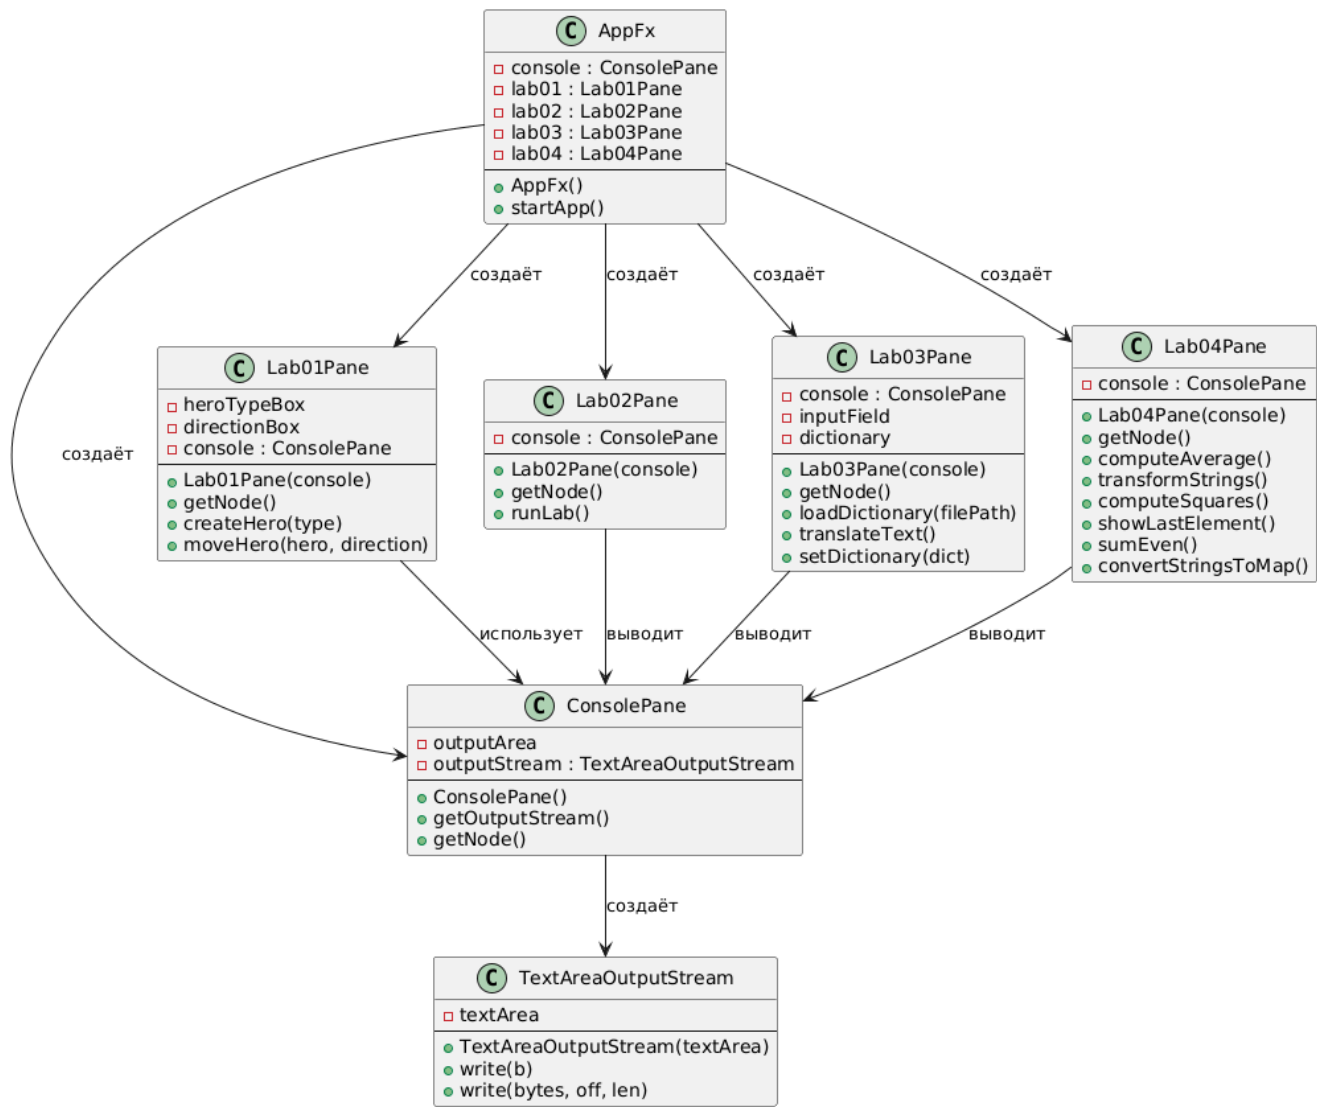 C AppFx
console : ConsolePane
lab01 : Lab01Pane
lab02 : Lab02Pane
lab03 : Lab03Pane
lab04 : Lab04Pane
AppFx()
startApp()
создаёт
создаёт
создаёт
создаёт
создаёт
C Lab01Pane
heroTypeBox
directionBox
console : ConsolePane
Lab01Pane(console)
getNode()
createHero(type)
moveHero(hero, direction)
C Lab02Pane
console : ConsolePane
Lab02Pane(console)
getNode()
runLab()
C Lab03Pane
console : ConsolePane
inputField
dictionary
Lab03Pane(console)
getNode()
loadDictionary(filePath)
translateText()
setDictionary(dict)
C Lab04Pane
console : ConsolePane
Lab04Pane(console)
getNode()
computeAverage()
transformStrings()
computeSquares()
showLastElement()
sumEven()
convertStringsToMap()
использует
выводит
выводит
выводит
C ConsolePane
outputArea
outputStream : TextAreaOutputStream
ConsolePane()
getOutputStream()
getNode()
создаёт
C TextAreaOutputStream
textArea
TextAreaOutputStream(textArea)
write(b)
write(bytes, off, len)